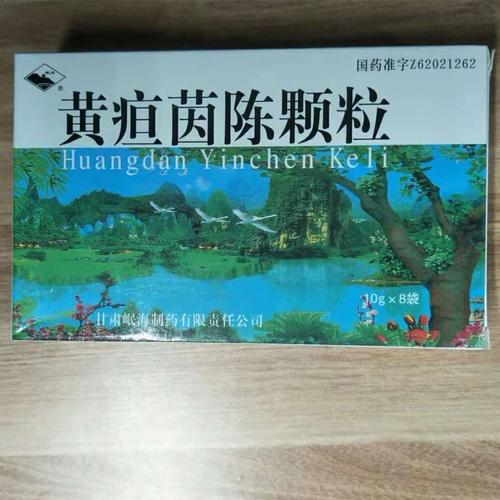 国药准字Z62021262
®
黄疸茵陈颗粒
Huangdan Yinchen Keli
10g×8袋
甘肃岷海制药有限责任公司